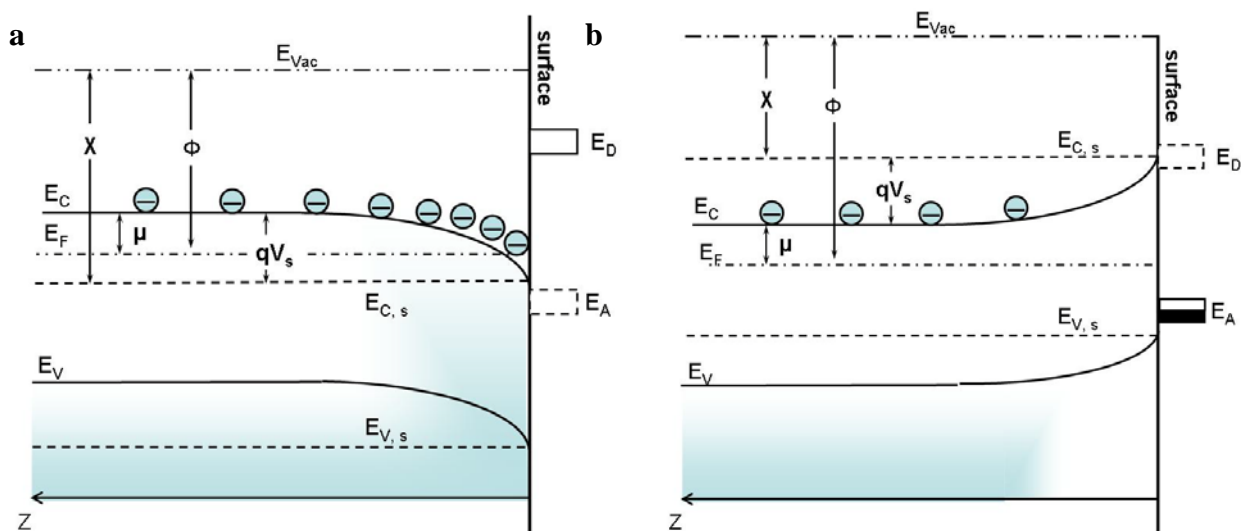 a
surface
E_Vac
χ
Φ
E_D
E_C
E_F
μ
qV_s
E_C, s
E_A
E_V
E_V, s
Z
b
surface
E_Vac
χ
Φ
E_C, s
E_D
qV_s
E_C
μ
E_F
E_A
E_V, s
E_V
Z